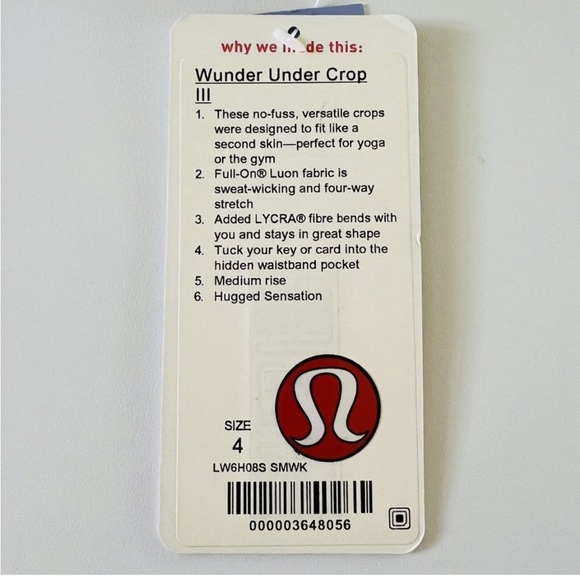 why we made this:
Wunder Under Crop
III
1. These no-fuss, versatile crops
were designed to fit like a
second skin—perfect for yoga
or the gym
2. Full-On® Luon fabric is
sweat-wicking and four-way
stretch
3. Added LYCRA® fibre bends with
you and stays in great shape
4. Tuck your key or card into the
hidden waistband pocket
5. Medium rise
6. Hugged Sensation
SIZE
4
LW6H08S SMWK
000003648056